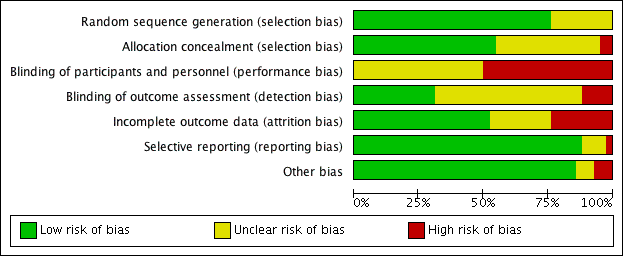 Random sequence generation (selection bias)
Allocation concealment (selection bias)
Blinding of participants and personnel (performance bias)
Blinding of outcome assessment (detection bias)
Incomplete outcome data (attrition bias)
Selective reporting (reporting bias)
Other bias
0% 25% 50% 75% 100%
Low risk of bias Unclear risk of bias High risk of bias